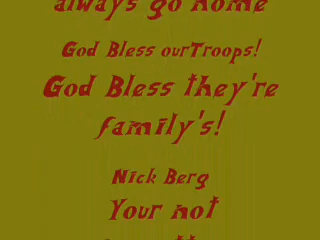 always go home
God Bless ourTroops!
God Bless they're
family's!
Nick Berg
Your not